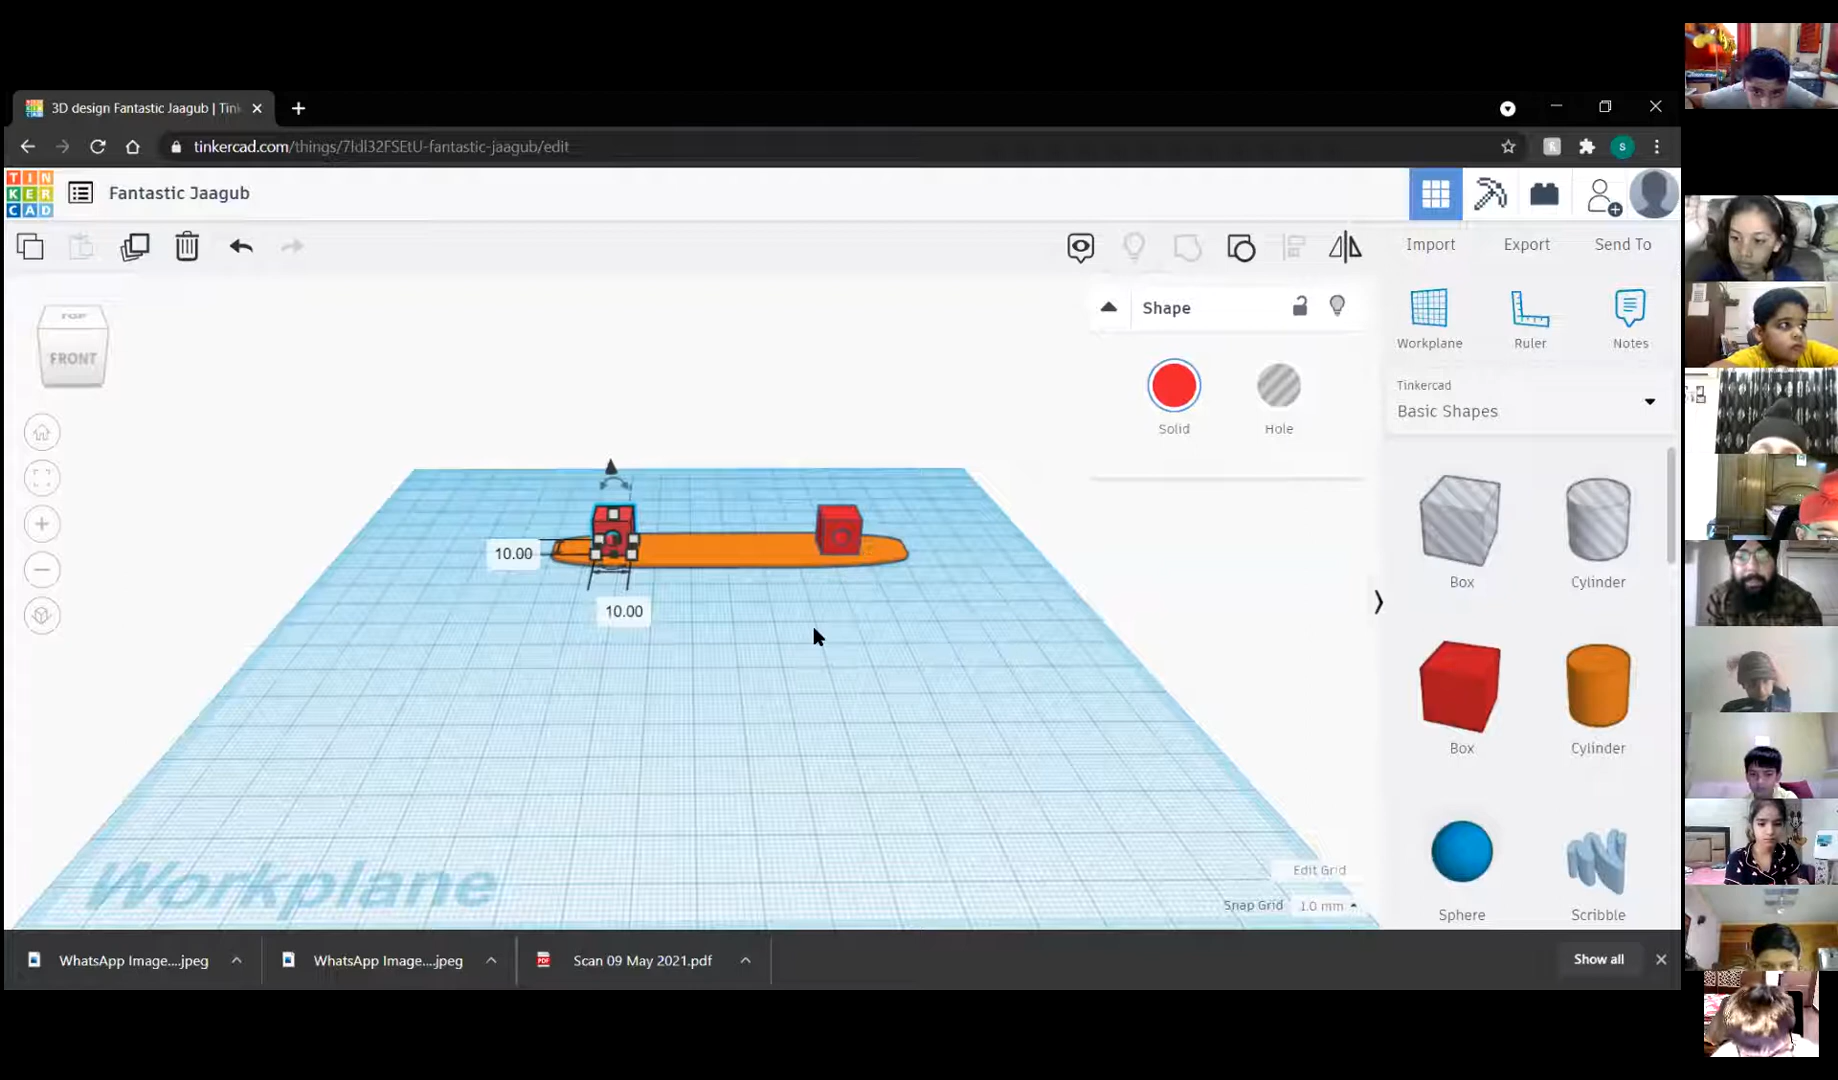 3D design Fantastic Jaagub | Tink
tinkercad.com/things/7ldl32FSEtU-fantastic-jaagub/edit
S
TIN
KER
CAD
Fantastic Jaagub
Import
Export
Send To
TOP
FRONT
Shape
Solid
Hole
Workplane
Ruler
Notes
Tinkercad
Basic Shapes
10.00
10.00
Box
Cylinder
Box
Cylinder
Sphere
Scribble
Workplane
Edit Grid
Snap Grid 1.0 mm
WhatsApp Image....jpeg
WhatsApp Image....jpeg
PDF
Scan 09 May 2021.pdf
Show all